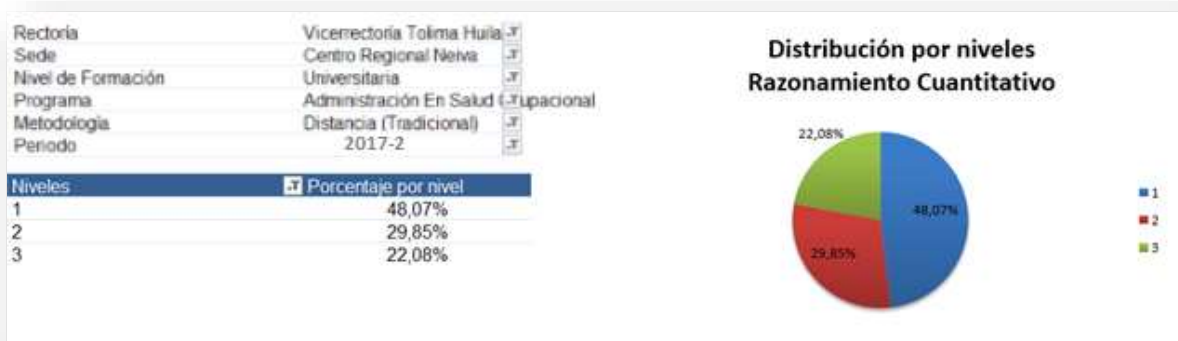 Rectoría Vicerrectoría Tolima Huila
Sede Centro Regional Neiva
Nivel de Formación Universitaria
Programa Administración En Salud Ocupacional
Metodología Distancia (Tradicional)
Periodo 2017-2
Niveles Porcentaje por nivel
1 48,07%
2 29,85%
3 22,08%
Distribución por niveles
Razonamiento Cuantitativo
22,08%
48,07%
29,85%
1
2
3